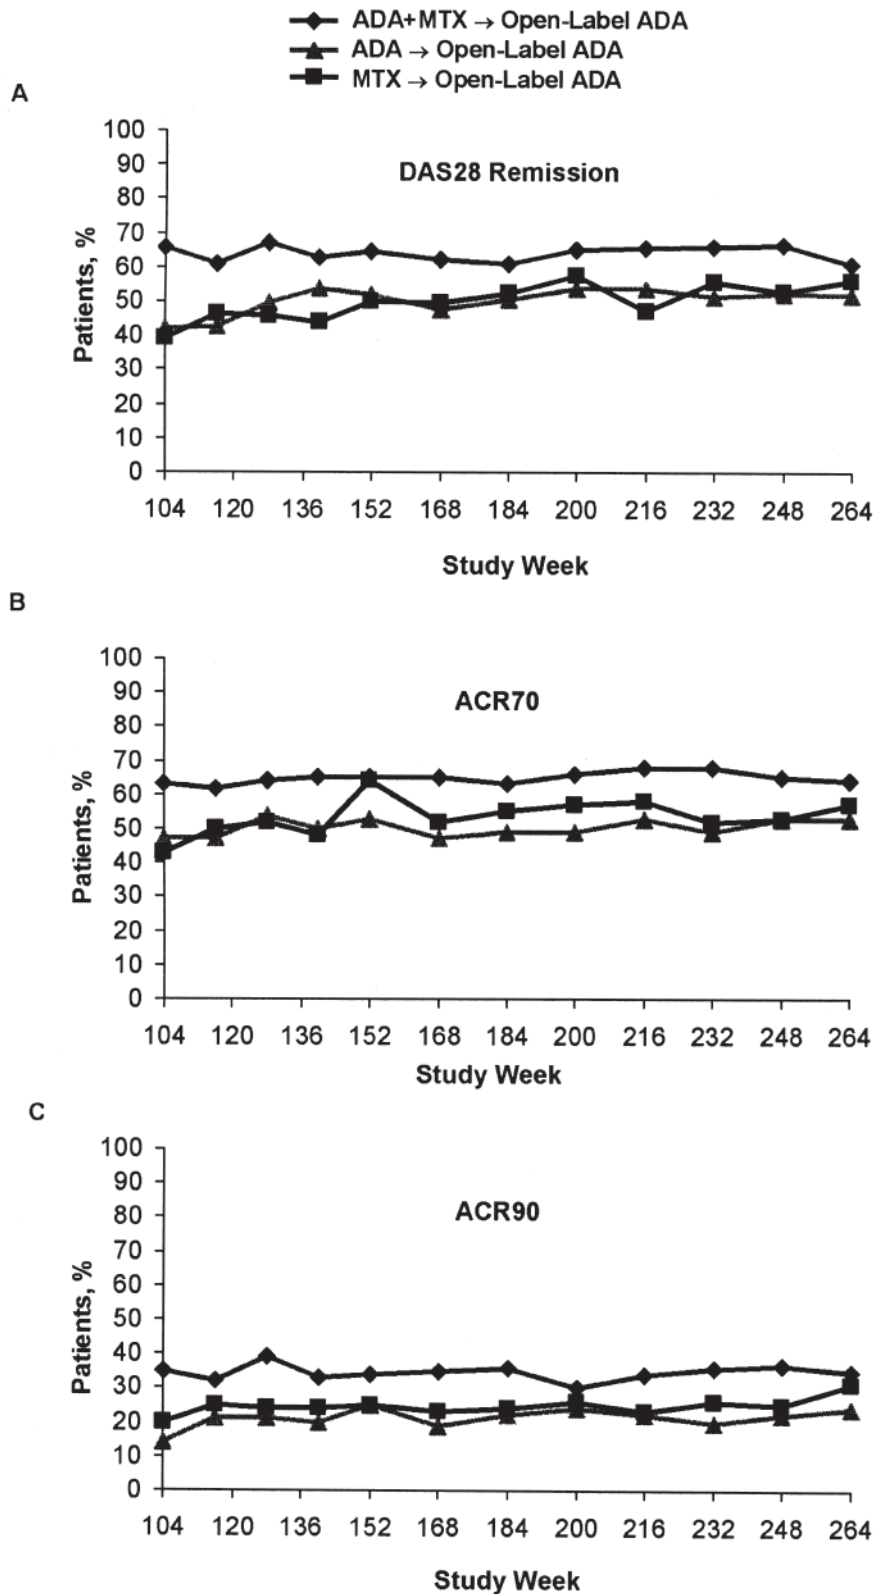 ADA+MTX → Open-Label ADA
ADA → Open-Label ADA
MTX → Open-Label ADA
A
DAS28 Remission
Patients, %
100
90
80
70
60
50
40
30
20
10
0
104 120 136 152 168 184 200 216 232 248 264
Study Week
B
ACR70
Patients, %
100
90
80
70
60
50
40
30
20
10
0
104 120 136 152 168 184 200 216 232 248 264
Study Week
C
ACR90
Patients, %
100
90
80
70
60
50
40
30
20
10
0
104 120 136 152 168 184 200 216 232 248 264
Study Week